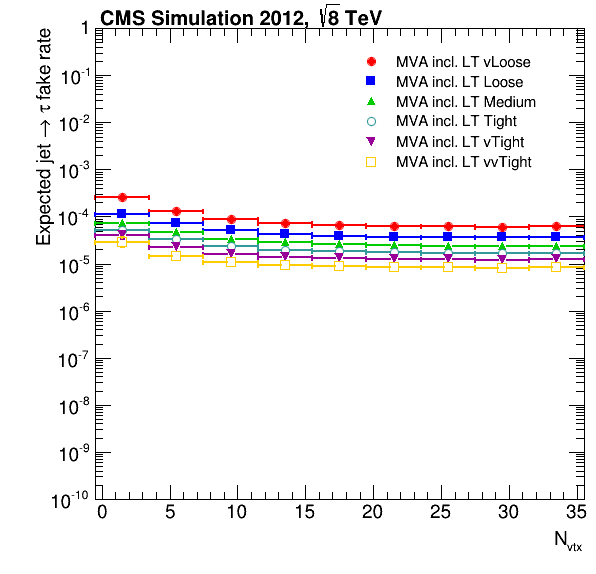 CMS Simulation 2012, √8 TeV
Expected jet → τ fake rate
1
10⁻¹
10⁻²
10⁻³
10⁻⁴
10⁻⁵
10⁻⁶
10⁻⁷
10⁻⁸
10⁻⁹
10⁻¹⁰
MVA incl. LT vLoose
MVA incl. LT Loose
MVA incl. LT Medium
MVA incl. LT Tight
MVA incl. LT vTight
MVA incl. LT vvTight
0 5 10 15 20 25 30 35
N_vtx